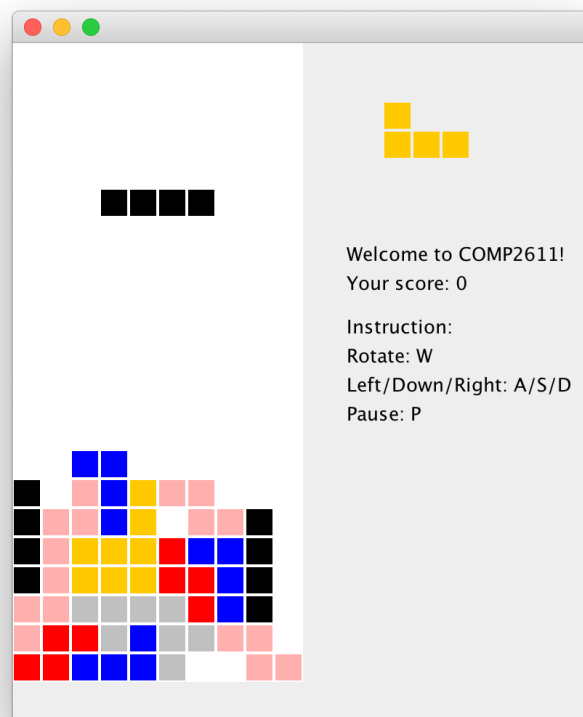 Welcome to COMP2611!
Your score: 0
Instruction:
Rotate: W
Left/Down/Right: A/S/D
Pause: P